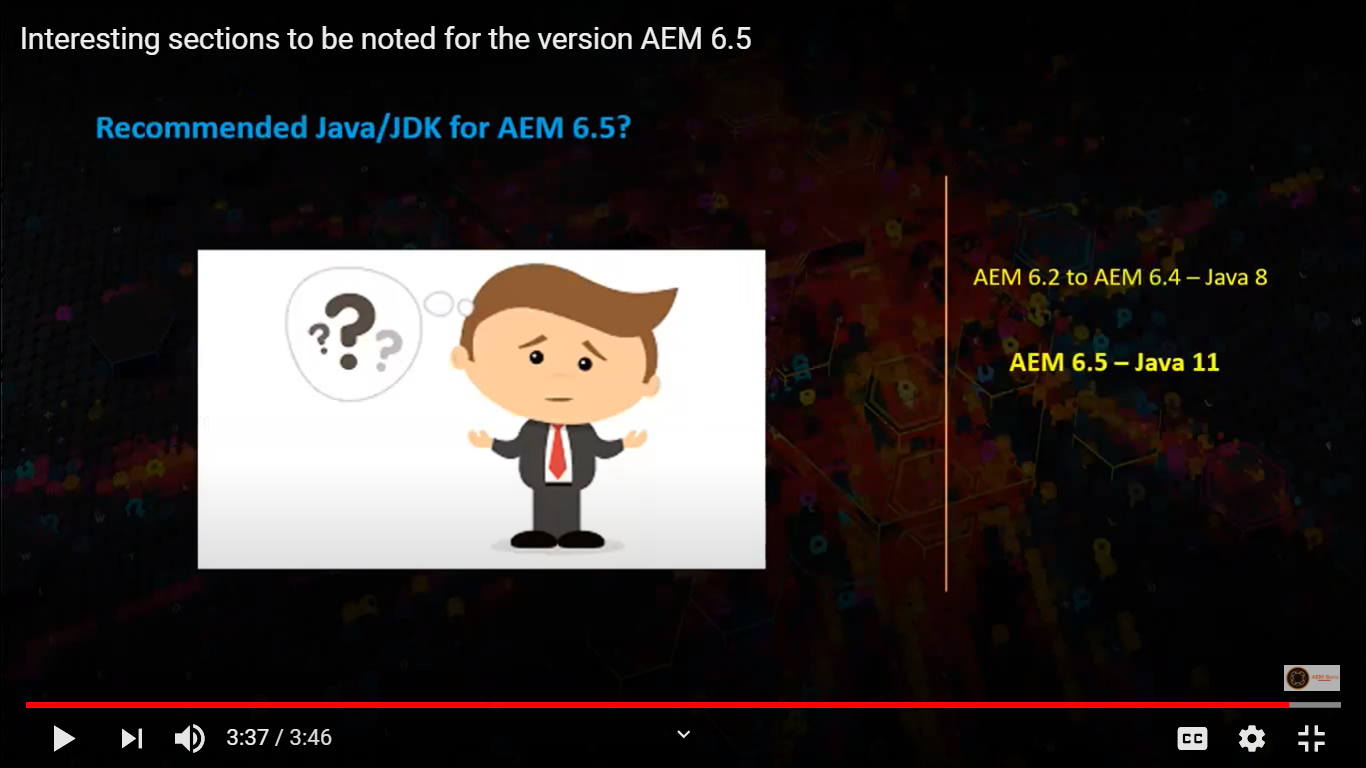 Interesting sections to be noted for the version AEM 6.5
Recommended Java/JDK for AEM 6.5?
? ? ?
AEM 6.2 to AEM 6.4 – Java 8
AEM 6.5 – Java 11
3:37 / 3:46
CC